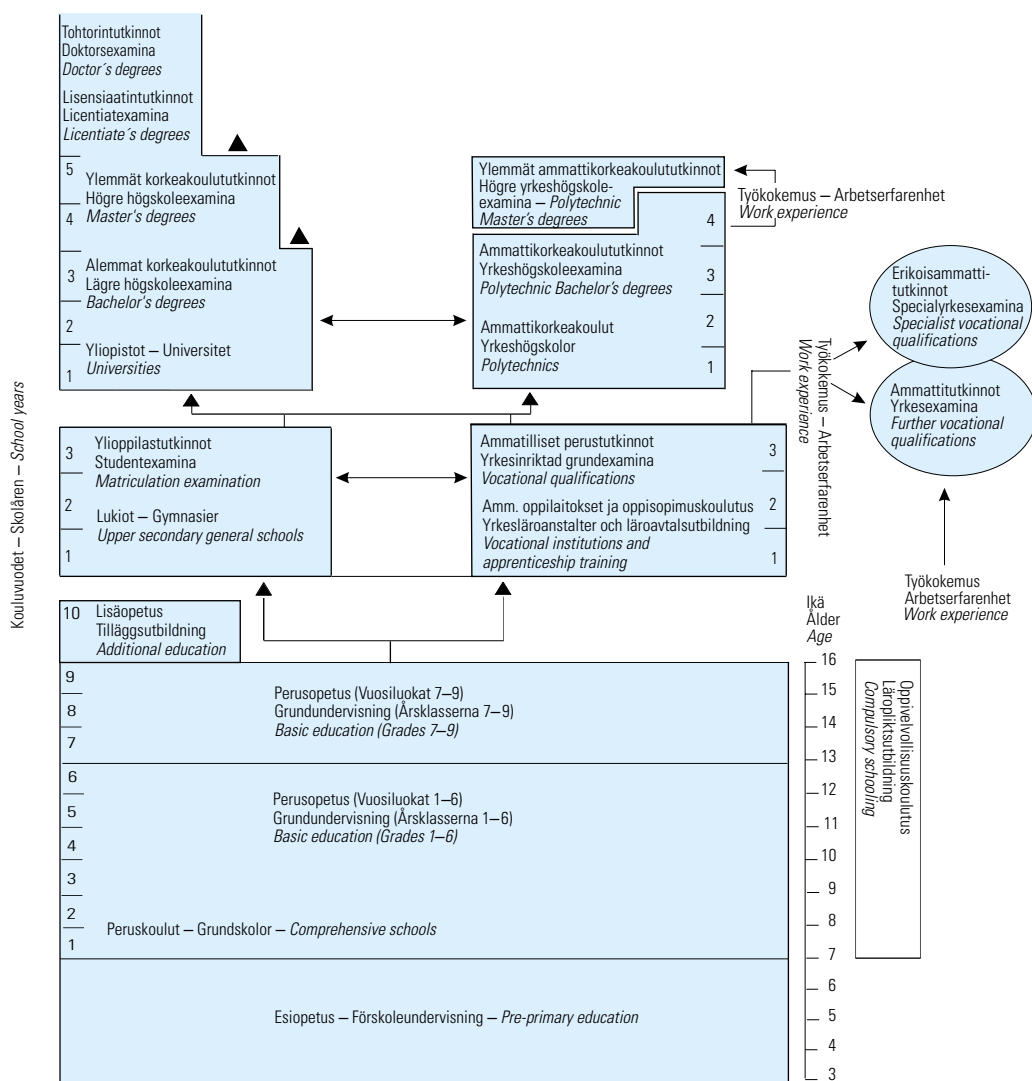 Tohtorintutkinnot
Doktorsexamina
Doctor´s degrees
Lisensiaatintutkinnot
Licentiatexamina
Licentiate´s degrees
5
Ylemmät korkeakoulututkinnot
Högre högskoleexamina
Master's degrees
4
3
Alemmat korkeakoulututkinnot
Lägre högskoleexamina
Bachelor's degrees
2
Yliopistot – Universitet
Universities
1
Ylemmät ammattikorkeakoulututkinnot
Högre yrkeshögskole-
examina – Polytechnic
Master's degrees
4
Ammattikorkeakoulututkinnot
Yrkeshögskoleexamina
Polytechnic Bachelor's degrees
3
Ammattikorkeakoulut
Yrkeshögskolor
Polytechnics
2
1
Työkokemus – Arbetserfarenhet
Work experience
Erikoisammatti-
tutkinnot
Specialyrkesexamina
Specialist vocational
qualifications
Ammattitutkinnot
Yrkesexamina
Further vocational
qualifications
Työkokemus – Arbetserfarenhet
Work experience
Työkokemus
Arbetserfarenhet
Work experience
Kouluvuodet – Skolåren – School years
3
Ylioppilastutkinnot
Studentexamina
Matriculation examination
2
Lukiot – Gymnasier
Upper secondary general schools
1
Ammatilliset perustutkinnot
Yrkesinriktad grundexamina
Vocational qualifications
3
Amm. oppilaitokset ja oppisopimuskoulutus
Yrkesläroanstalter och läroavtalsutbildning
Vocational institutions and
apprenticeship training
2
1
10
Lisäopetus
Tilläggsutbildning
Additional education
9
8
7
Perusopetus (Vuosiluokat 7–9)
Grundundervisning (Årsklasserna 7–9)
Basic education (Grades 7–9)
6
5
4
3
2
1
Perusopetus (Vuosiluokat 1–6)
Grundundervisning (Årsklasserna 1–6)
Basic education (Grades 1–6)
Peruskoulut – Grundskolor – Comprehensive schools
Esiopetus – Förskoleundervisning – Pre-primary education
Ikä
Ålder
Age
16
15
14
13
12
11
10
9
8
7
6
5
4
3
Oppivelvollisuuskoulutus
Läropliktsutbildning
Compulsory schooling